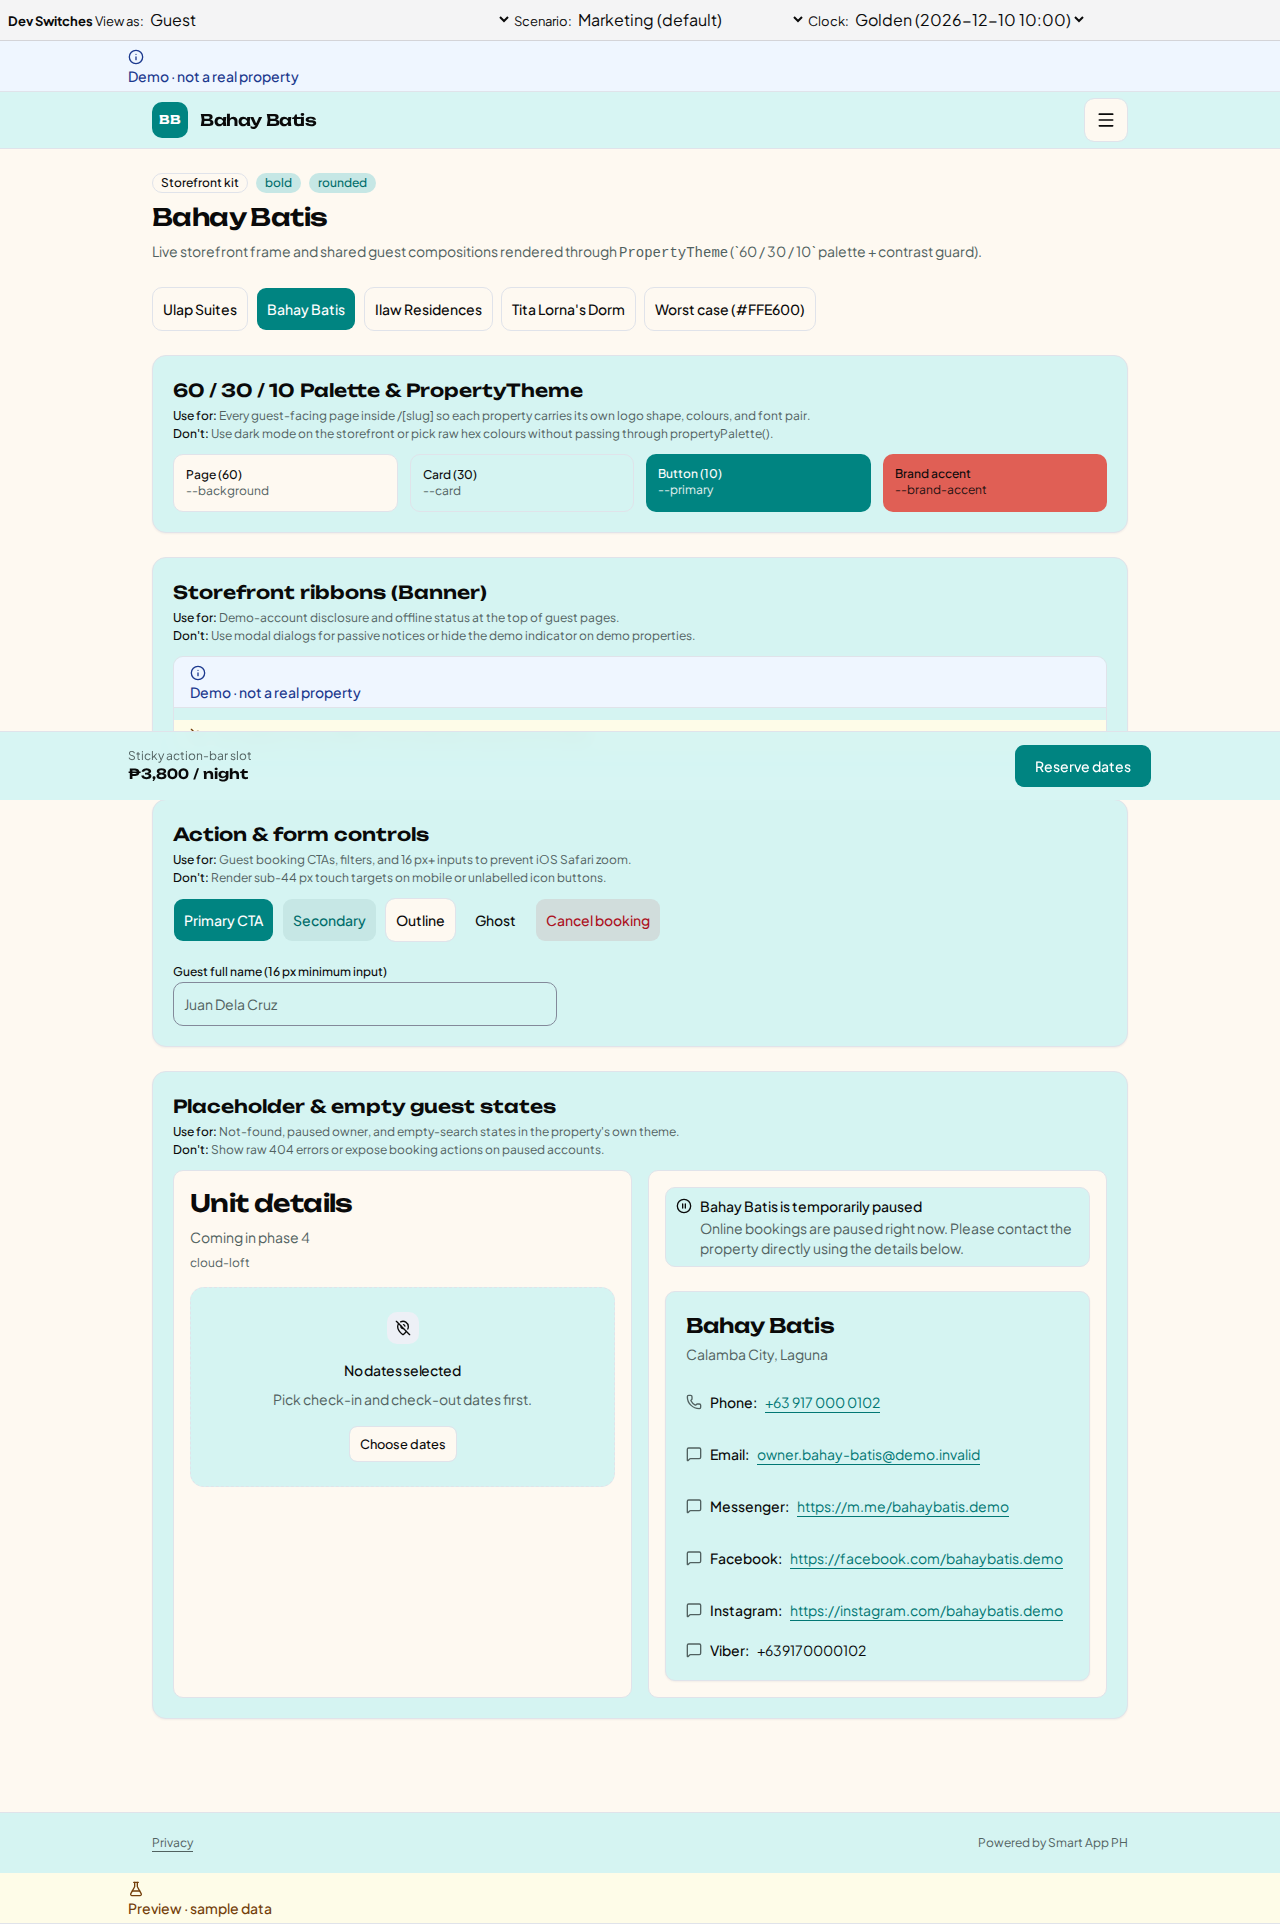 Dev Switches View as: Guest Scenario: Marketing (default) Clock: Golden (2026-12-10 10:00)
Demo · not a real property
BB Bahay Batis
Storefront kit bold rounded
Bahay Batis
Live storefront frame and shared guest compositions rendered through PropertyTheme (`60 / 30 / 10` palette + contrast guard).
Ulap Suites Bahay Batis Ilaw Residences Tita Lorna's Dorm Worst case (#FFE600)
60 / 30 / 10 Palette & PropertyTheme
Use for: Every guest-facing page inside /[slug] so each property carries its own logo shape, colours, and font pair.
Don't: Use dark mode on the storefront or pick raw hex colours without passing through propertyPalette().
Page (60) Card (30) Button (10) Brand accent
--background --card --primary --brand-accent
Storefront ribbons (Banner)
Use for: Demo-account disclosure and offline status at the top of guest pages.
Don't: Use modal dialogs for passive notices or hide the demo indicator on demo properties.
Demo · not a real property
Sticky action-bar slot
₱3,800 / night
Reserve dates
Action & form controls
Use for: Guest booking CTAs, filters, and 16 px+ inputs to prevent iOS Safari zoom.
Don't: Render sub-44 px touch targets on mobile or unlabelled icon buttons.
Primary CTA Secondary Outline Ghost Cancel booking
Guest full name (16 px minimum input)
Juan Dela Cruz
Placeholder & empty guest states
Use for: Not-found, paused owner, and empty-search states in the property's own theme.
Don't: Show raw 404 errors or expose booking actions on paused accounts.
Unit details
Coming in phase 4
cloud-loft
No dates selected
Pick check-in and check-out dates first.
Choose dates
Bahay Batis is temporarily paused
Online bookings are paused right now. Please contact the
property directly using the details below.
Bahay Batis
Calamba City, Laguna
Phone: +63 917 000 0102
Email: owner.bahay-batis@demo.invalid
Messenger: https://m.me/bahaybatis.demo
Facebook: https://facebook.com/bahaybatis.demo
Instagram: https://instagram.com/bahaybatis.demo
Viber: +639170000102
Privacy Powered by Smart App PH
Preview · sample data